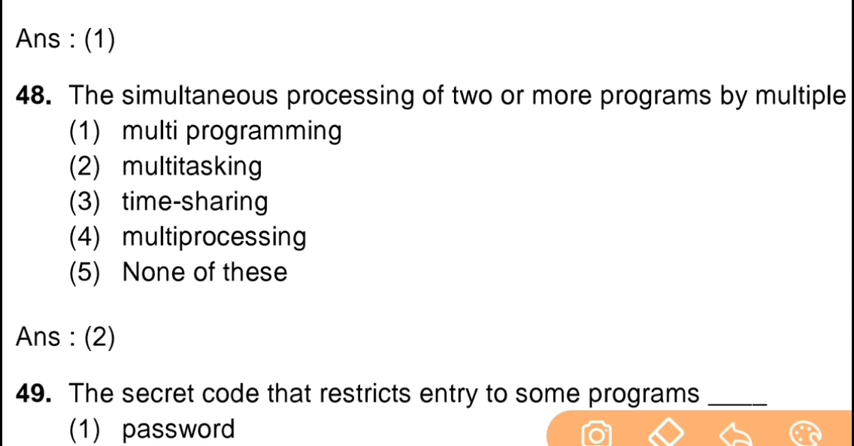 Ans : (1)
48. The simultaneous processing of two or more programs by multiple
(1) multi programming
(2) multitasking
(3) time-sharing
(4) multiprocessing
(5) None of these
Ans : (2)
49. The secret code that restricts entry to some programs ____
(1) password